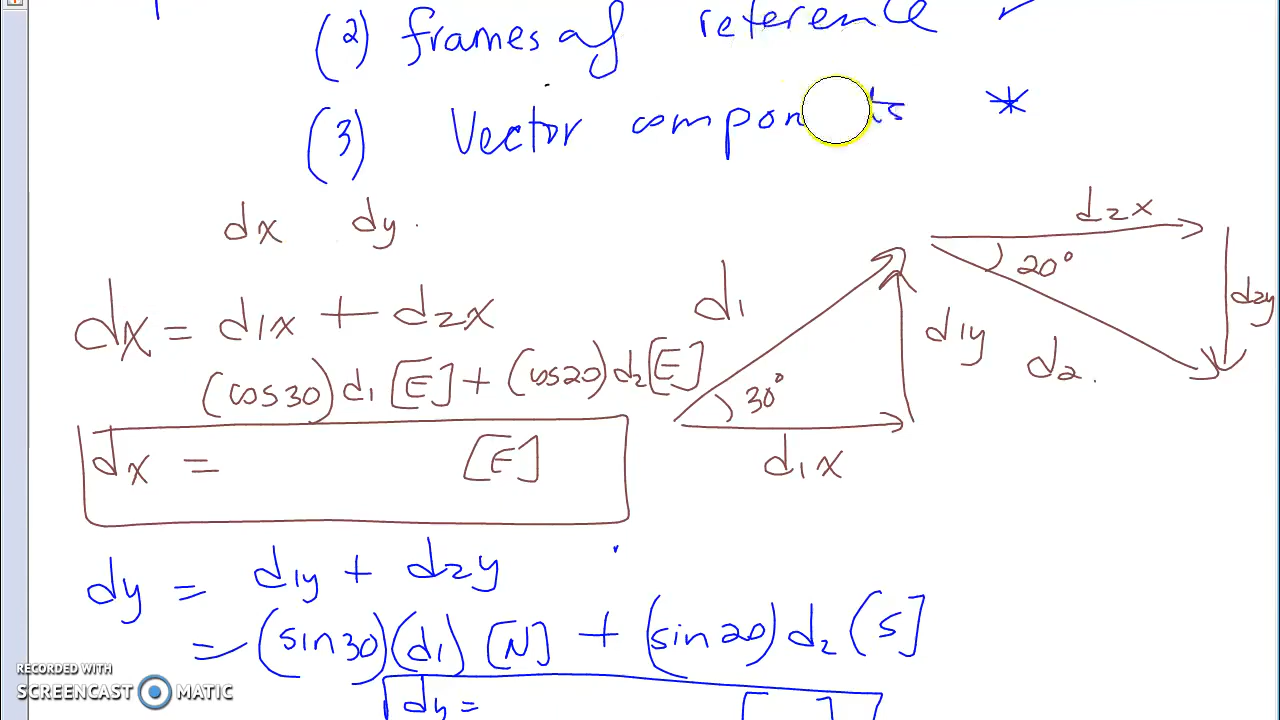 (2) frames of reference ✓
(3) Vector *
dx dy
dx = d1x + d2x
(cos30) d1 [E] + (cos20) d2 [E]
dx = [E]
d1
30°
d1x
d1y
d2x
20°
d2y
d2.
dy = d1y + d2y
= (sin30)(d1) [N] + (sin20) d2 (S]
dy = [ ]
RECORDED WITH
SCREENCAST MATIC